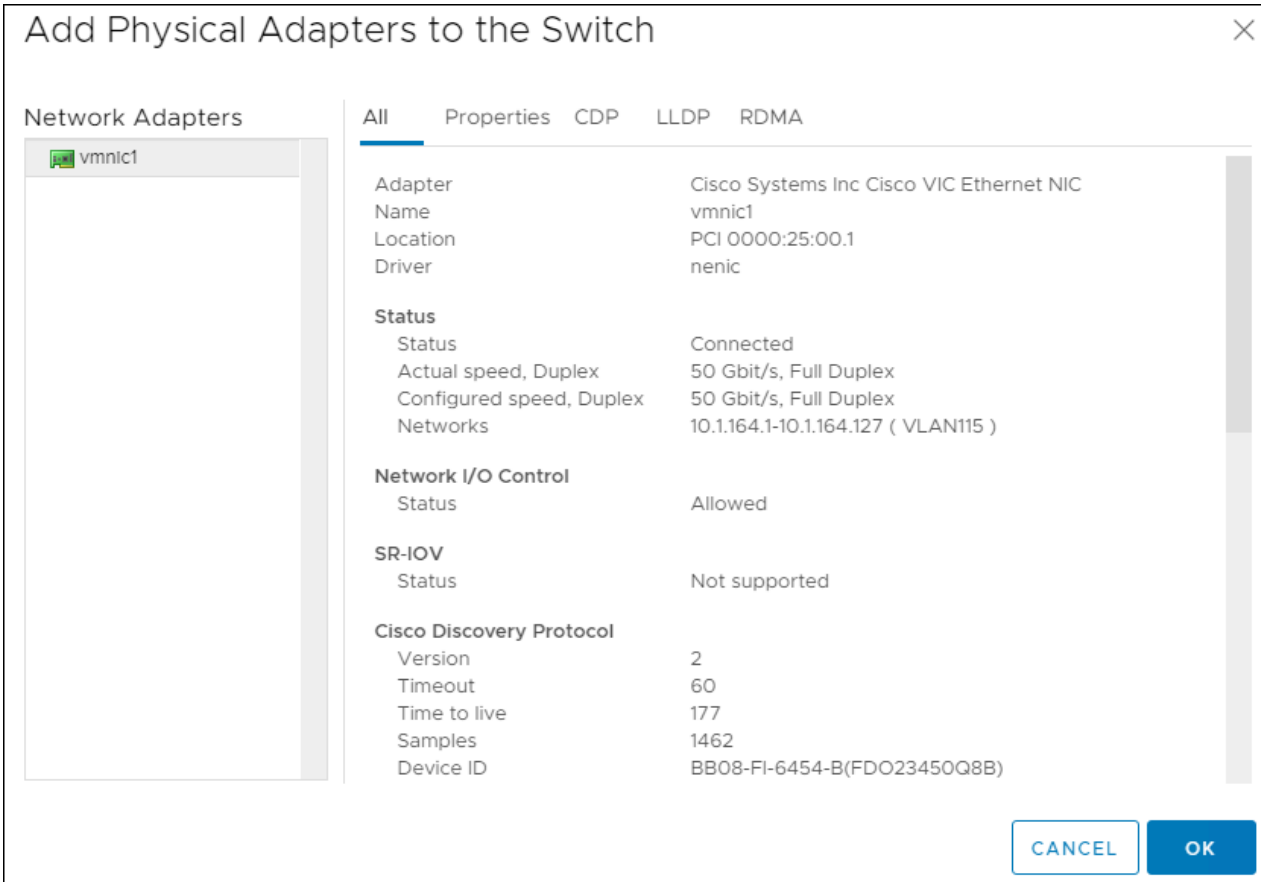 Add Physical Adapters to the Switch
Network Adapters
vmnic1
All Properties CDP LLDP RDMA
Adapter Cisco Systems Inc Cisco VIC Ethernet NIC
Name vmnic1
Location PCI 0000:25:00.1
Driver nenic
Status
Status Connected
Actual speed, Duplex 50 Gbit/s, Full Duplex
Configured speed, Duplex 50 Gbit/s, Full Duplex
Networks 10.1.164.1-10.1.164.127 ( VLAN115 )
Network I/O Control
Status Allowed
SR-IOV
Status Not supported
Cisco Discovery Protocol
Version 2
Timeout 60
Time to live 177
Samples 1462
Device ID BB08-FI-6454-B(FDO23450Q8B)
CANCEL OK